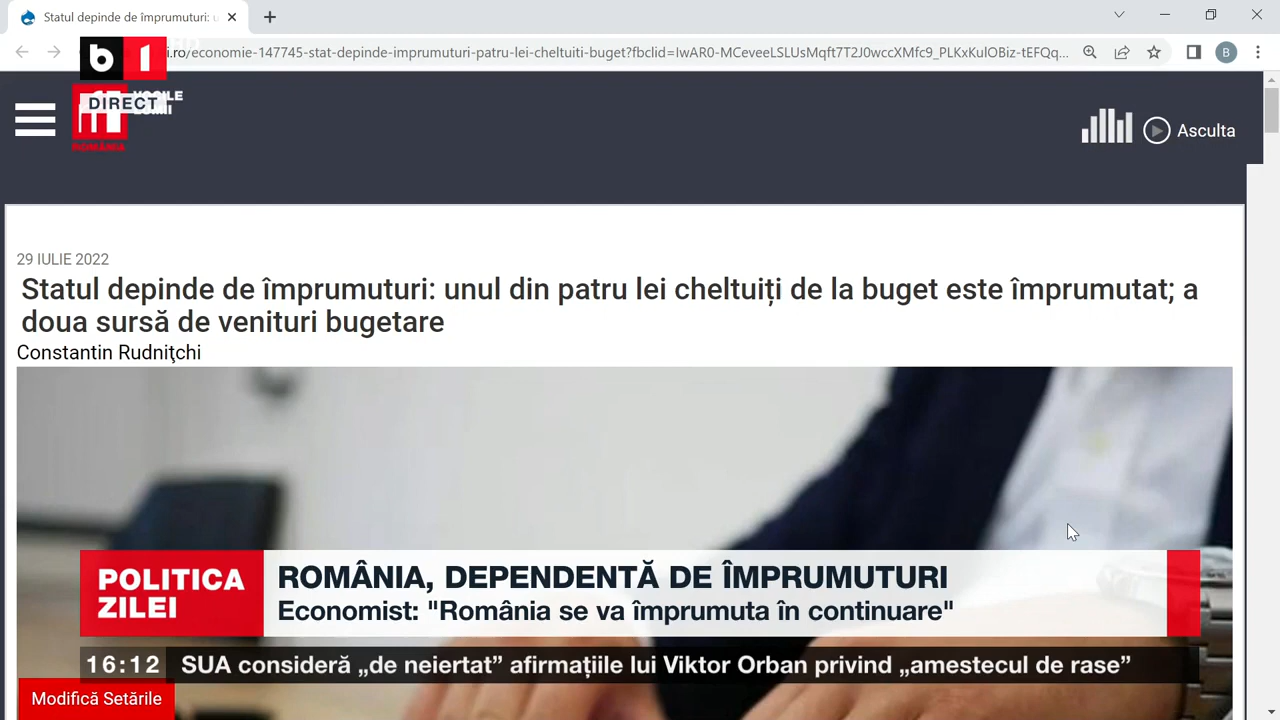 Statul depinde de împrumuturi: u
.ro/economie-147745-stat-depinde-imprumuturi-patru-lei-cheltuiti-buget?fbclid=IwAR0-MCeveeLSLUsMqft7T2J0wccXMfc9_PLKxKulOBiz-tEFQq...
B
b1
DIRECT
ROMÂNIA
Asculta
29 IULIE 2022
Statul depinde de împrumuturi: unul din patru lei cheltuiți de la buget este împrumutat; a
doua sursă de venituri bugetare
Constantin Rudniţchi
POLITICA
ZILEI
ROMÂNIA, DEPENDENTĂ DE ÎMPRUMUTURI
Economist: "România se va împrumuta în continuare"
16:12 SUA consideră „de neiertat” afirmațiile lui Viktor Orban privind „amestecul de rase”
Modifică Setările